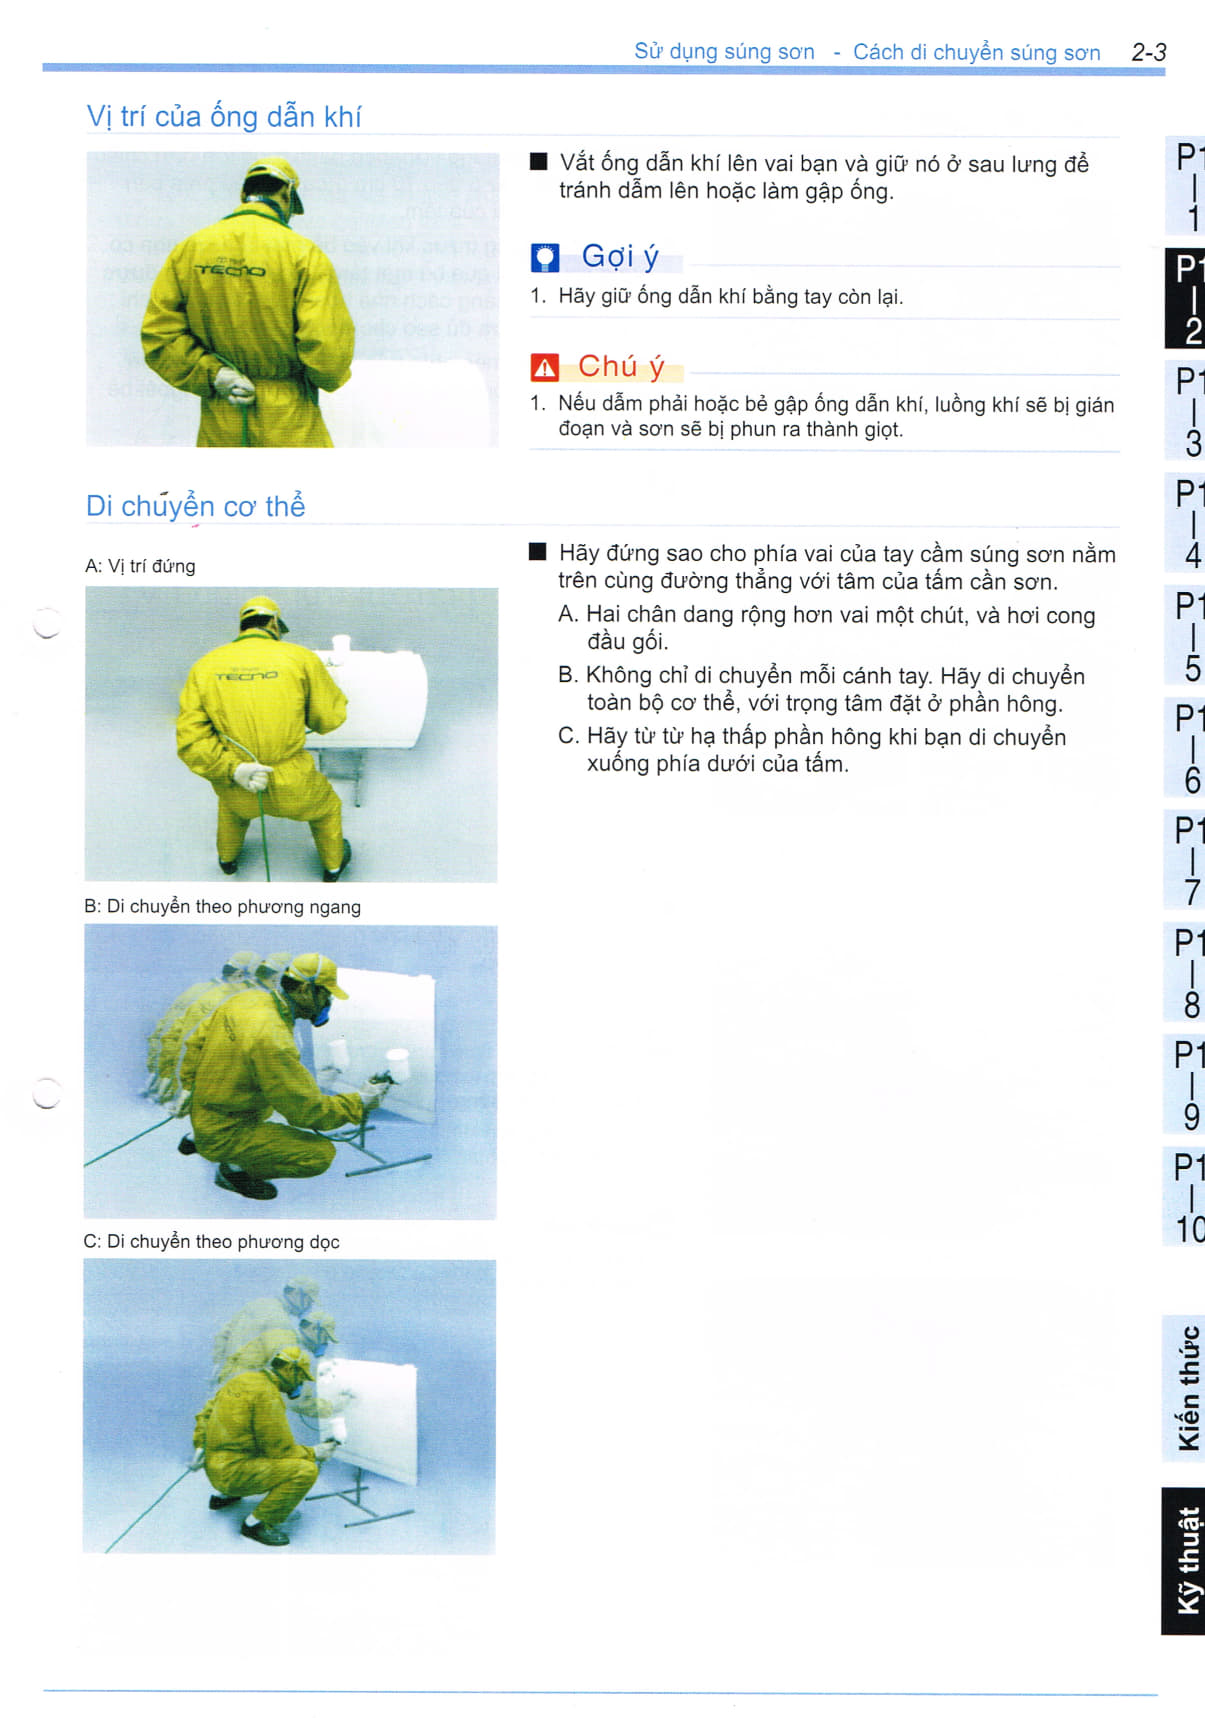 Sử dụng súng sơn - Cách di chuyển súng sơn 2-3
Vị trí của ống dẫn khí
TECNO
■ Vắt ống dẫn khí lên vai bạn và giữ nó ở sau lưng để
tránh dẫm lên hoặc làm gập ống.
Gợi ý
1. Hãy giữ ống dẫn khí bằng tay còn lại.
Chú ý
1. Nếu dẫm phải hoặc bẻ gập ống dẫn khí, luồng khí sẽ bị gián
đoạn và sơn sẽ bị phun ra thành giọt.
Di chuyển cơ thể
A: Vị trí đứng
TECNO
■ Hãy đứng sao cho phía vai của tay cầm súng sơn nằm
trên cùng đường thẳng với tâm của tấm cần sơn.
A. Hai chân dang rộng hơn vai một chút, và hơi cong
đầu gối.
B. Không chỉ di chuyển mỗi cánh tay. Hãy di chuyển
toàn bộ cơ thể, với trọng tâm đặt ở phần hông.
C. Hãy từ từ hạ thấp phần hông khi bạn di chuyển
xuống phía dưới của tấm.
B: Di chuyển theo phương ngang
C: Di chuyển theo phương dọc
P1
1
P1
2
P1
3
P1
4
P1
5
P1
6
P1
7
P1
8
P1
9
P1
10
Kiến thức
Kỹ thuật